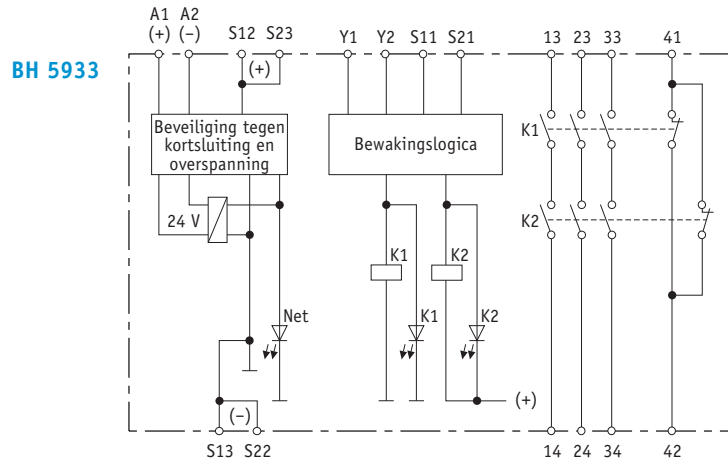 A1 A2 S12 S23 Y1 Y2 S11 S21 13 23 33 41
(+) (–)
BH 5933
(+)
Beveiliging tegen
kortsluiting en
overspanning
Bewakingslogica
K1
K2
24 V
K1 K2
Net K1 K2
(+)
(–)
S13 S22 14 24 34 42